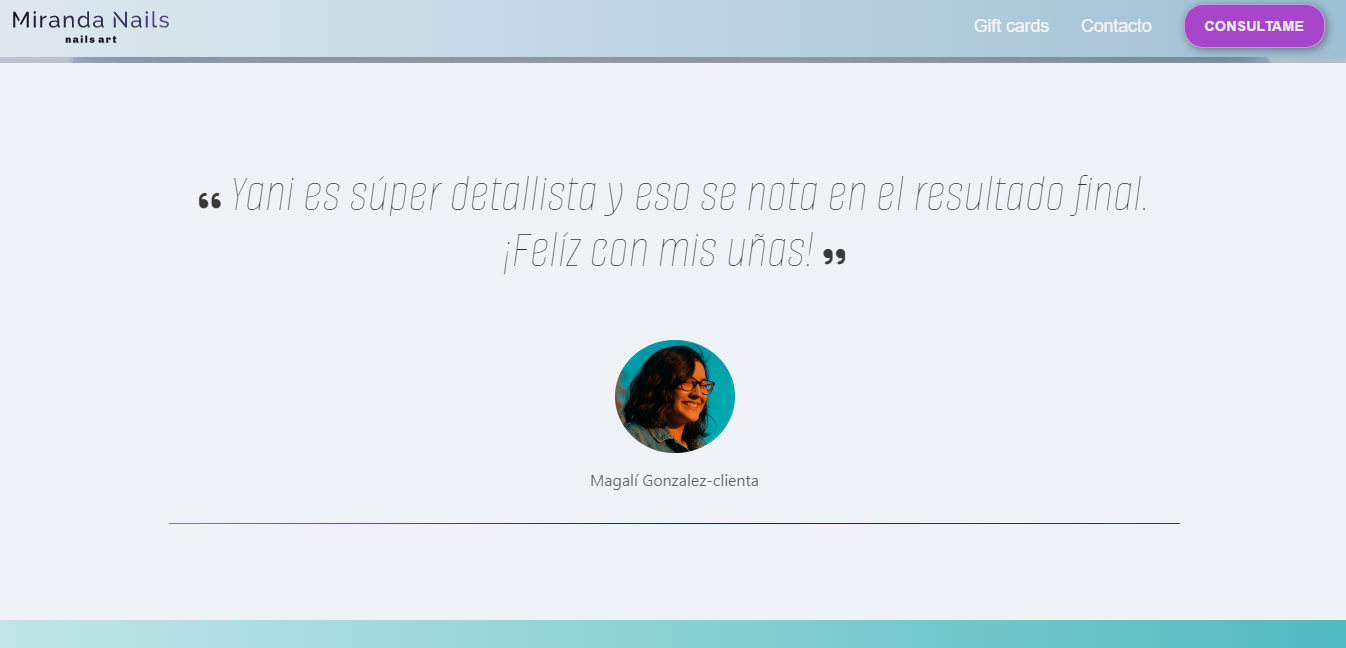 Miranda Nails
nails art
Gift cards
Contacto
CONSULTAME
“ Yani es súper detallista y eso se nota en el resultado final.
¡Felíz con mis uñas! ”
Magalí Gonzalez-clienta